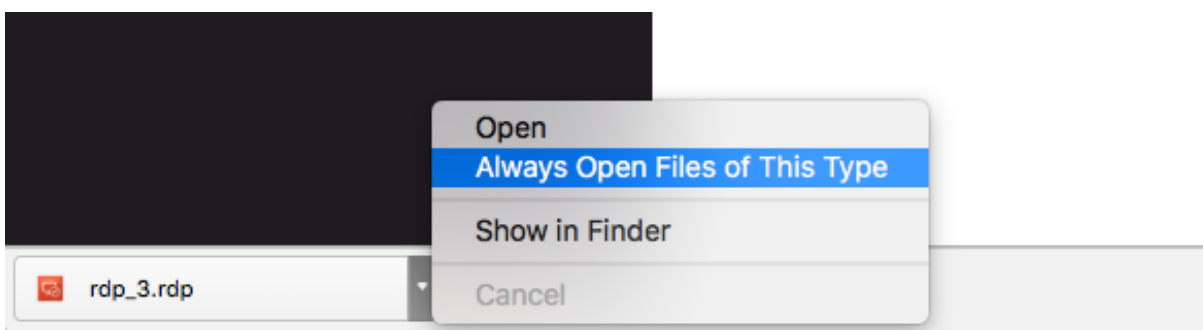 Open
Always Open Files of This Type
Show in Finder
rdp_3.rdp
Cancel